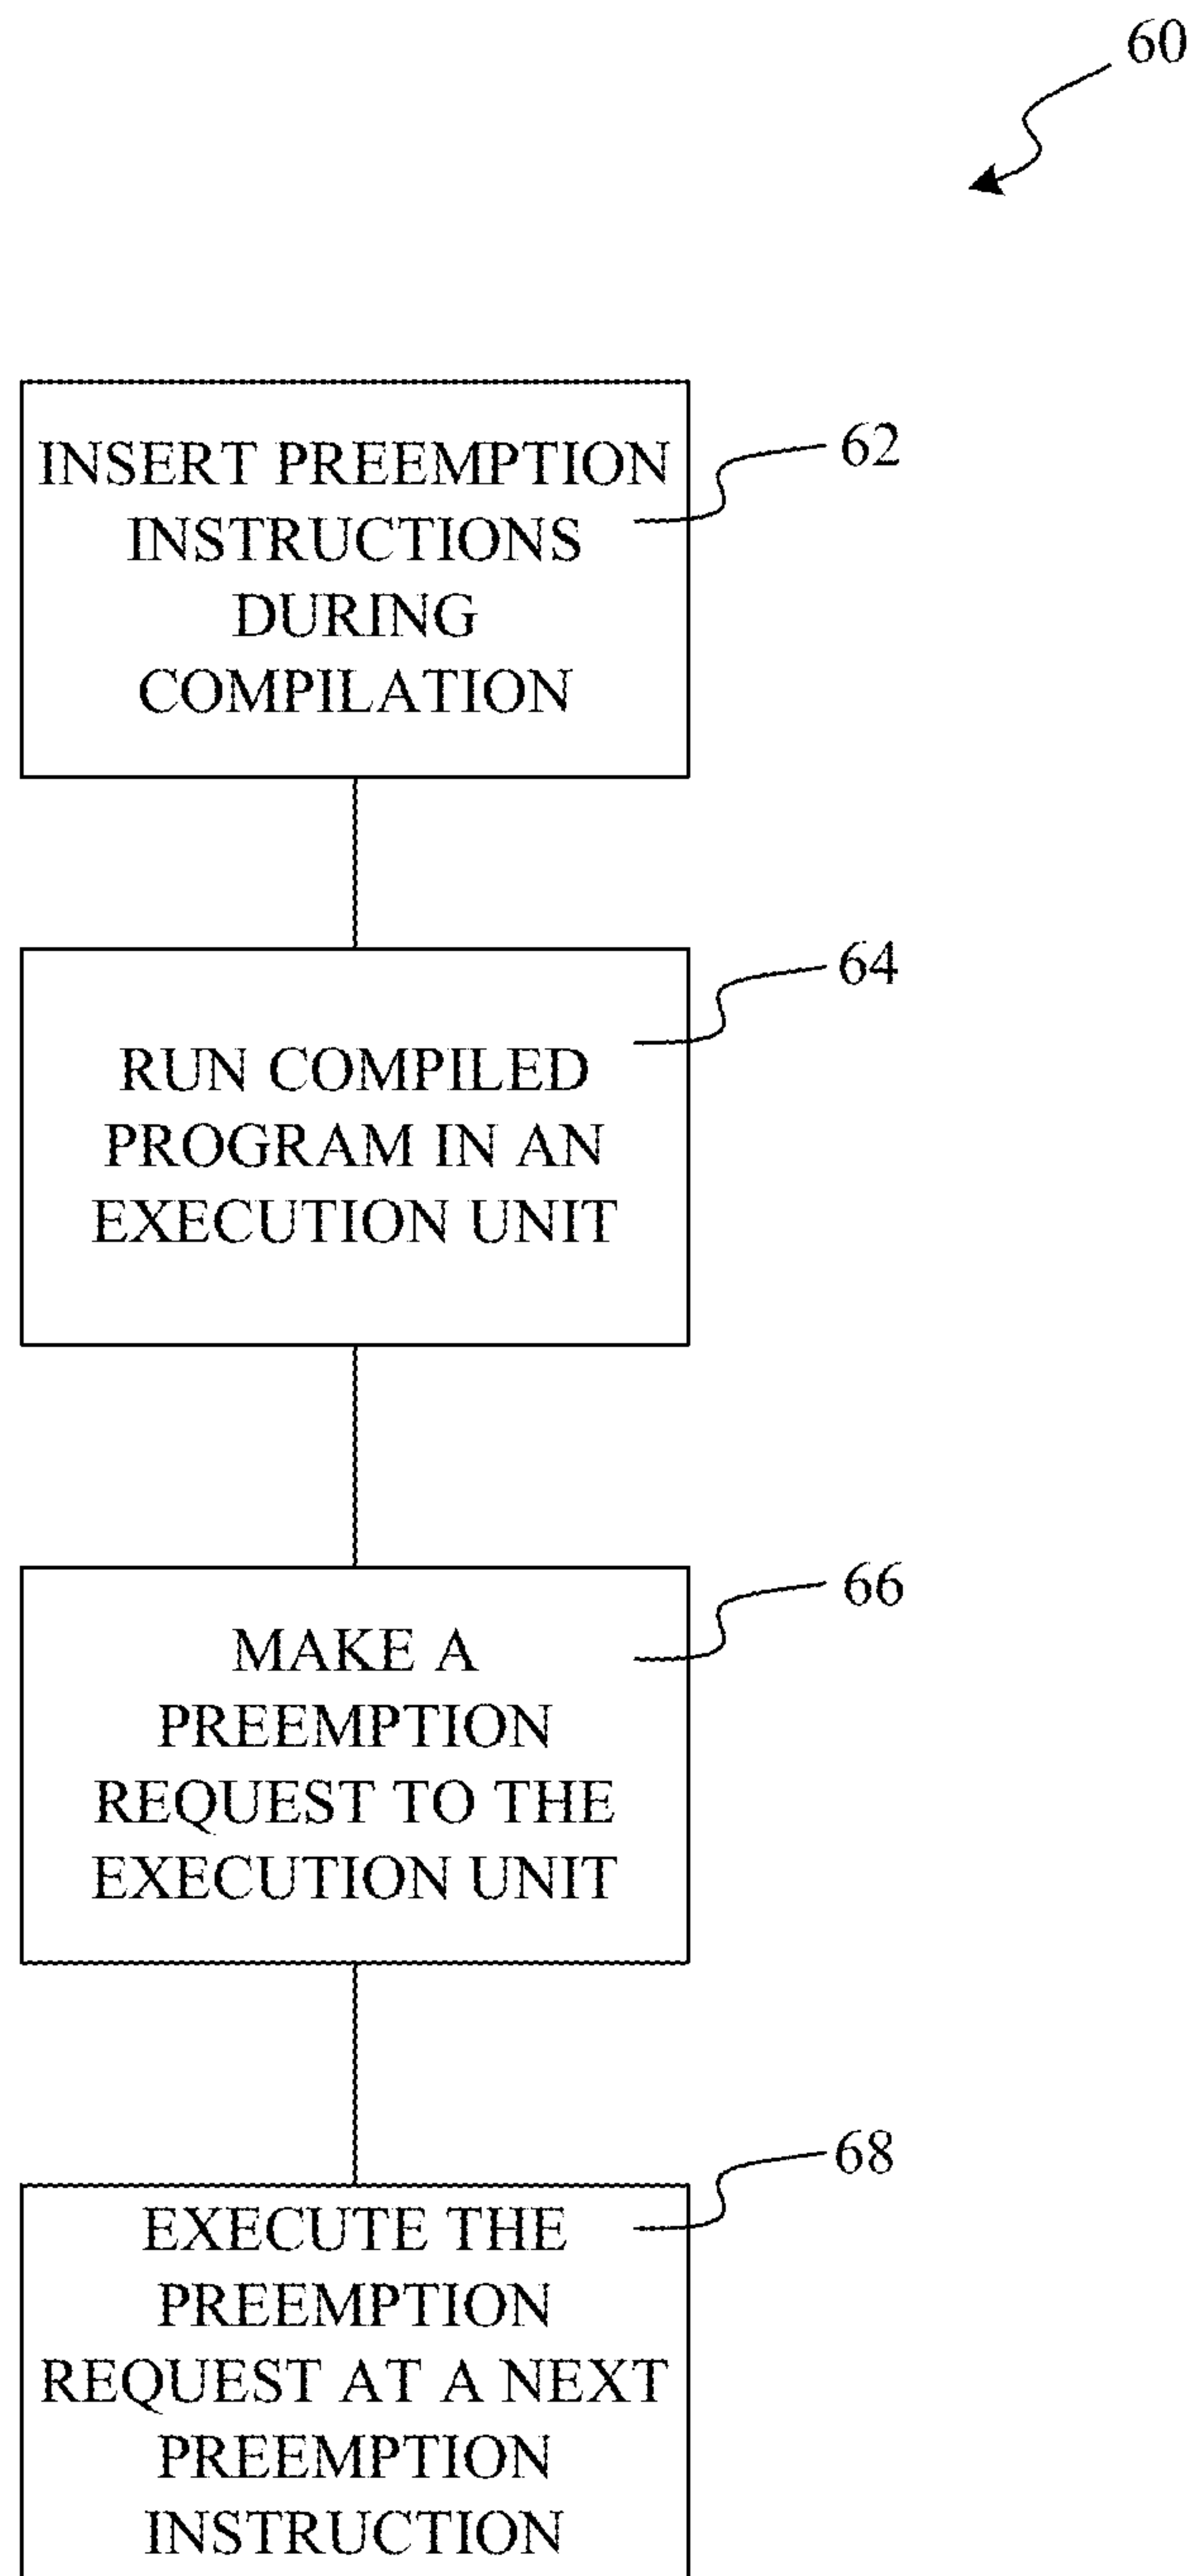 60
INSERT PREEMPTION
INSTRUCTIONS
DURING
COMPILATION
62
RUN COMPILED
PROGRAM IN AN
EXECUTION UNIT
64
MAKE A
PREEMPTION
REQUEST TO THE
EXECUTION UNIT
66
EXECUTE THE
PREEMPTION
REQUEST AT A NEXT
PREEMPTION
INSTRUCTION
68